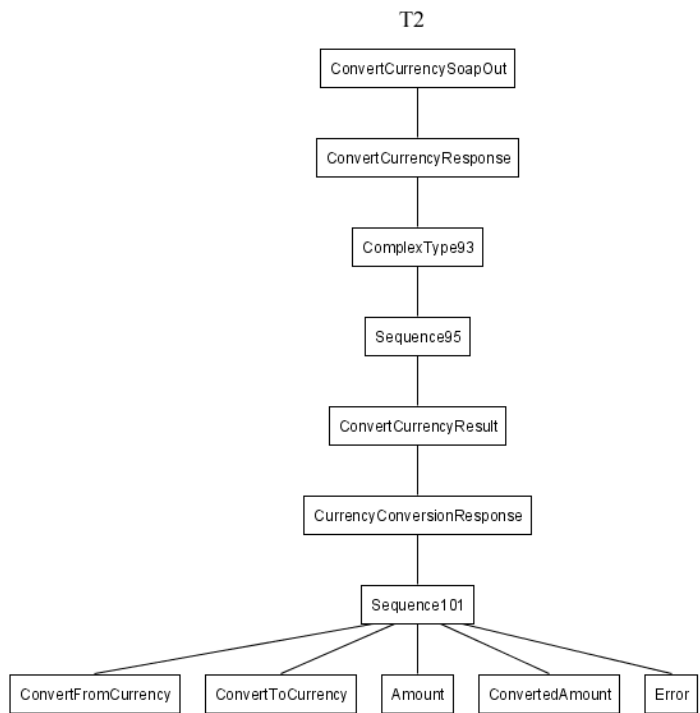 T2
ConvertCurrencySoapOut
ConvertCurrencyResponse
ComplexType93
Sequence95
ConvertCurrencyResult
CurrencyConversionResponse
Sequence101
ConvertFromCurrency ConvertToCurrency Amount ConvertedAmount Error